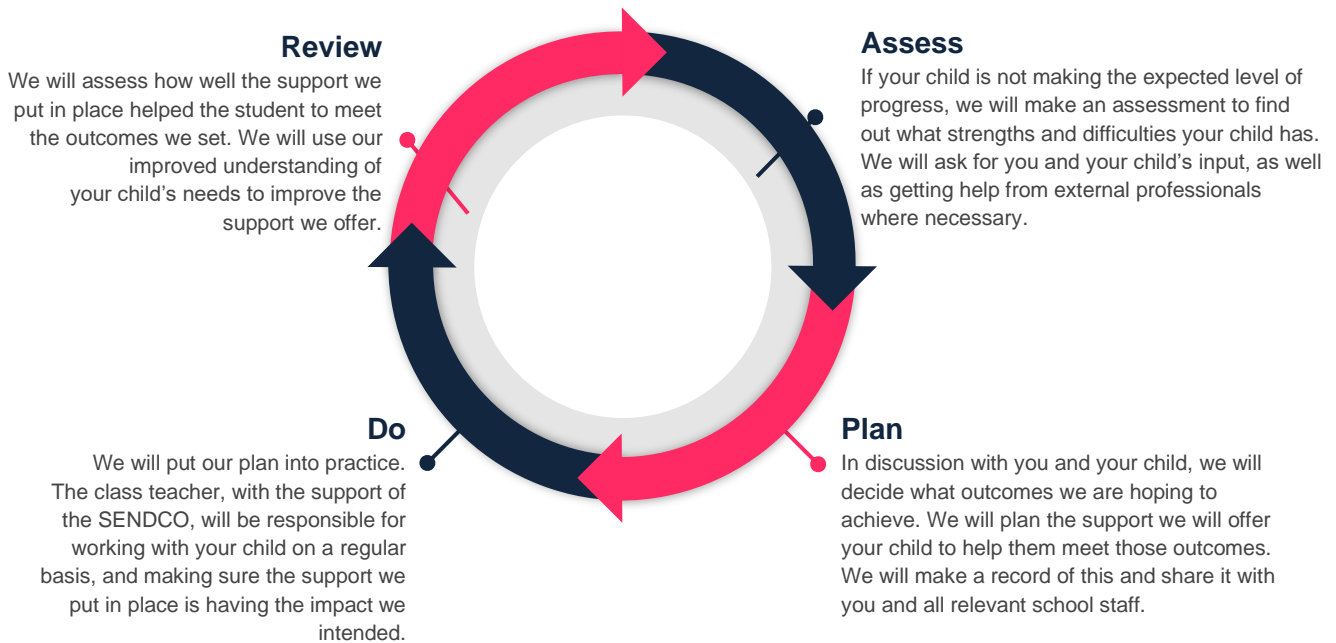 Review
We will assess how well the support we
put in place helped the student to meet
the outcomes we set. We will use our
improved understanding of
your child’s needs to improve the
support we offer.
Assess
If your child is not making the expected level of
progress, we will make an assessment to find
out what strengths and difficulties your child has.
We will ask for you and your child’s input, as well
as getting help from external professionals
where necessary.
Do
We will put our plan into practice.
The class teacher, with the support of
the SENDCO, will be responsible for
working with your child on a regular
basis, and making sure the support we
put in place is having the impact we
intended.
Plan
In discussion with you and your child, we will
decide what outcomes we are hoping to
achieve. We will plan the support we will offer
your child to help them meet those outcomes.
We will make a record of this and share it with
you and all relevant school staff.